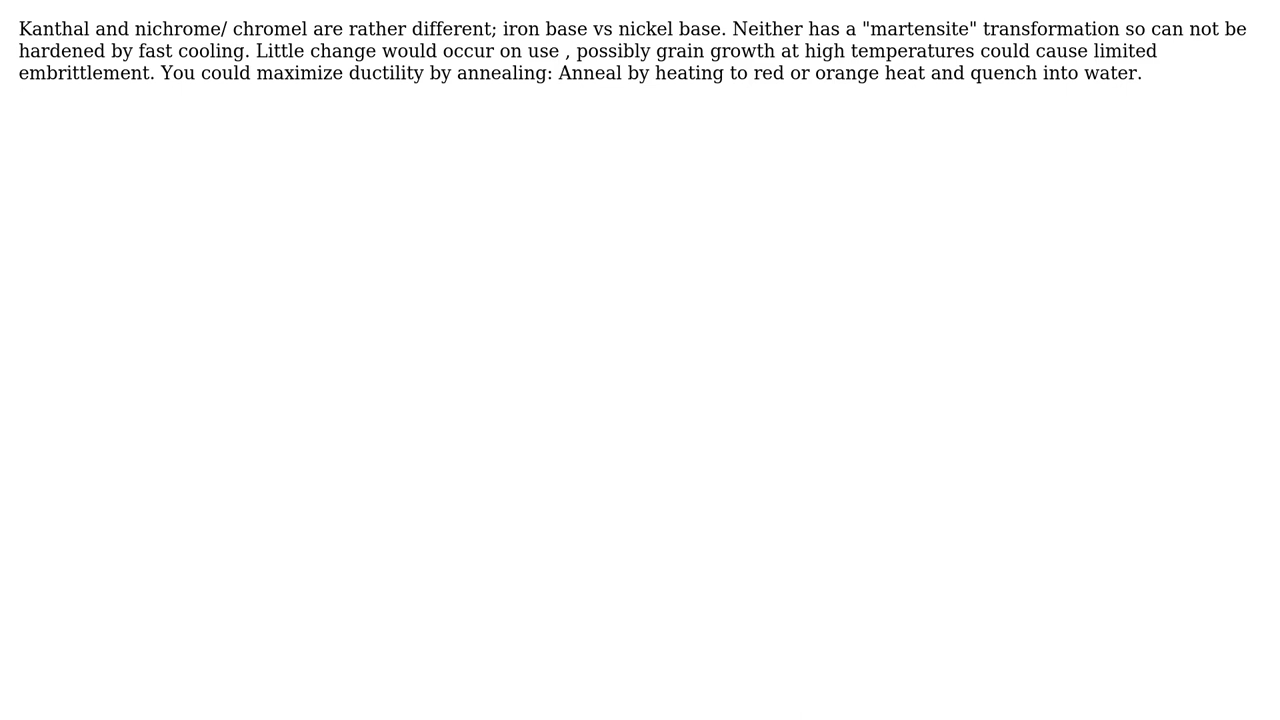 Kanthal and nichrome/ chromel are rather different; iron base vs nickel base. Neither has a "martensite" transformation so can not be
hardened by fast cooling. Little change would occur on use , possibly grain growth at high temperatures could cause limited
embrittlement. You could maximize ductility by annealing: Anneal by heating to red or orange heat and quench into water.